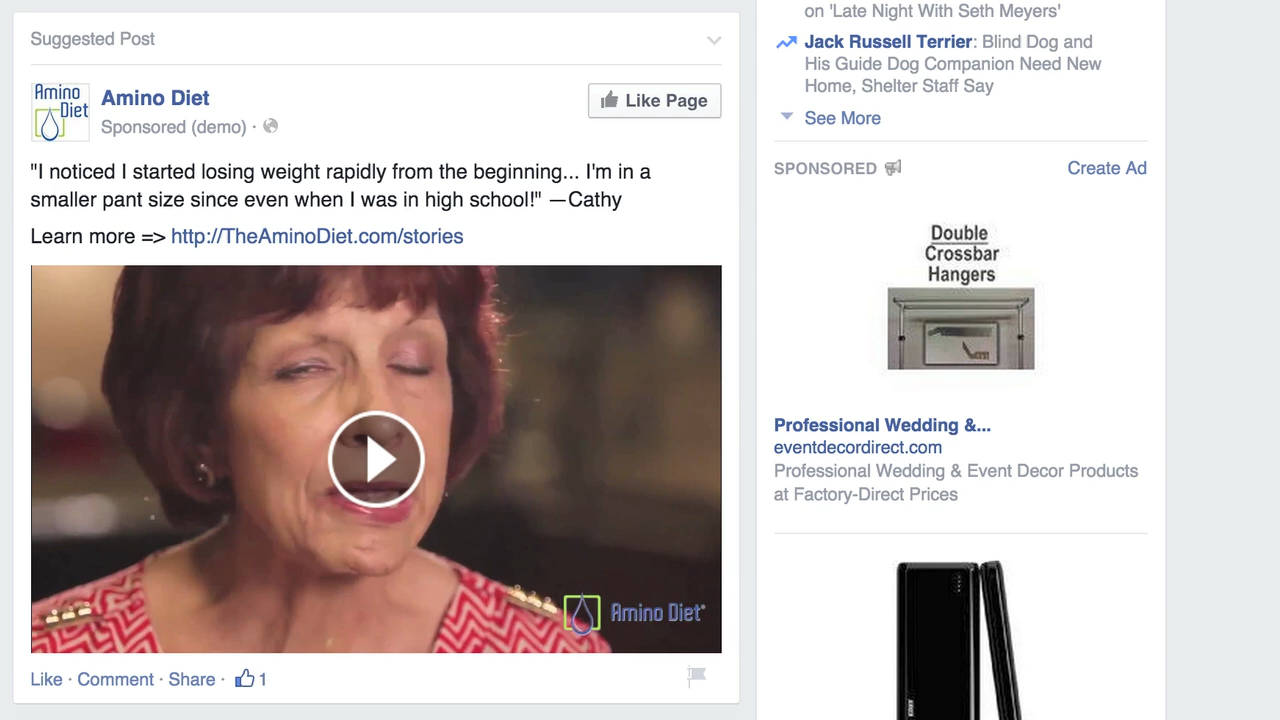 Suggested Post
Amino
Diet
Amino Diet
Sponsored (demo) ·
Like Page
"I noticed I started losing weight rapidly from the beginning... I'm in a
smaller pant size since even when I was in high school!" —Cathy
Learn more => http://TheAminoDiet.com/stories
Amino Diet
Like · Comment · Share · 1
on 'Late Night With Seth Meyers'
Jack Russell Terrier: Blind Dog and
His Guide Dog Companion Need New
Home, Shelter Staff Say
See More
SPONSORED
Create Ad
Double
Crossbar
Hangers
Professional Wedding &...
eventdecordirect.com
Professional Wedding & Event Decor Products
at Factory-Direct Prices